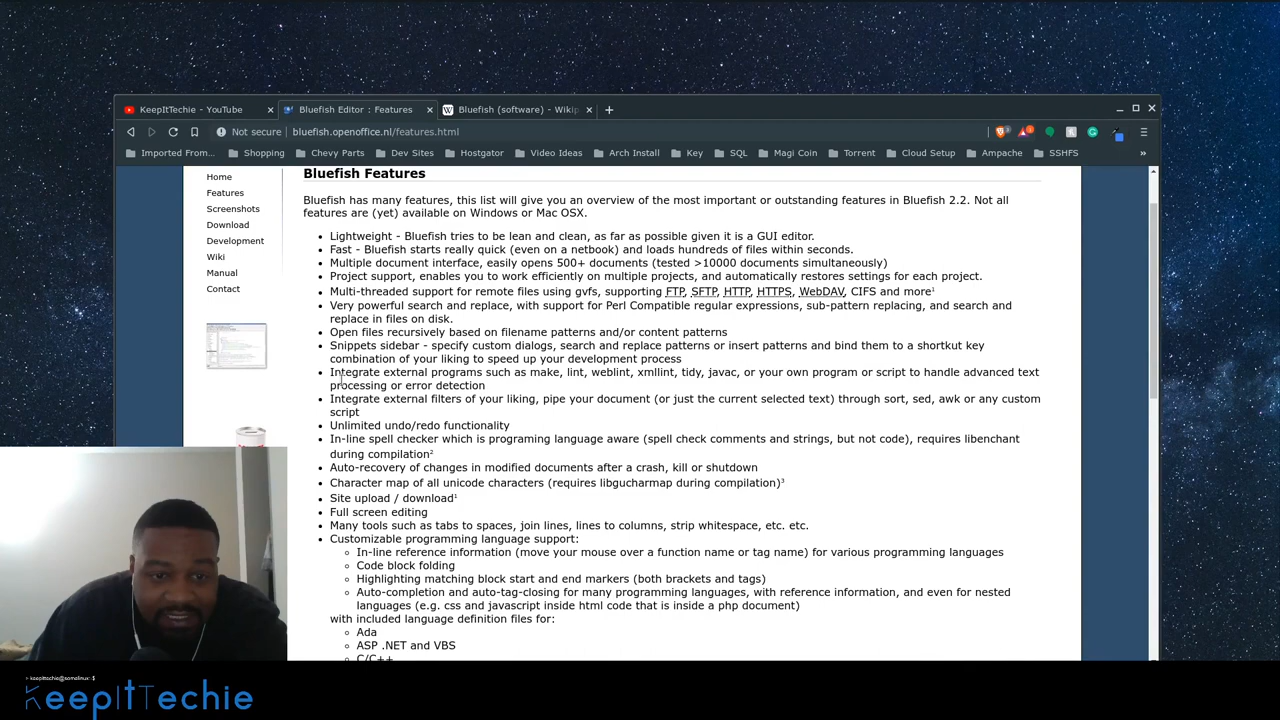 KeepItTechie - YouTube
Bluefish Editor : Features
Bluefish (software) - Wikip
Not secure
bluefish.openoffice.nl/features.html
Imported From...
Shopping
Chevy Parts
Dev Sites
Hostgator
Video Ideas
Arch Install
Key
SQL
Magi Coin
Torrent
Cloud Setup
Ampache
SSHFS
Home
Features
Screenshots
Download
Development
Wiki
Manual
Contact
Bluefish Features
Bluefish has many features, this list will give you an overview of the most important or outstanding features in Bluefish 2.2. Not all
features are (yet) available on Windows or Mac OSX.
• Lightweight - Bluefish tries to be lean and clean, as far as possible given it is a GUI editor.
• Fast - Bluefish starts really quick (even on a netbook) and loads hundreds of files within seconds.
• Multiple document interface, easily opens 500+ documents (tested >10000 documents simultaneously)
• Project support, enables you to work efficiently on multiple projects, and automatically restores settings for each project.
• Multi-threaded support for remote files using gvfs, supporting FTP, SFTP, HTTP, HTTPS, WebDAV, CIFS and more¹
• Very powerful search and replace, with support for Perl Compatible regular expressions, sub-pattern replacing, and search and
replace in files on disk.
• Open files recursively based on filename patterns and/or content patterns
• Snippets sidebar - specify custom dialogs, search and replace patterns or insert patterns and bind them to a shortkut key
combination of your liking to speed up your development process
• Integrate external programs such as make, lint, weblint, xmllint, tidy, javac, or your own program or script to handle advanced text
processing or error detection
• Integrate external filters of your liking, pipe your document (or just the current selected text) through sort, sed, awk or any custom
script
• Unlimited undo/redo functionality
• In-line spell checker which is programing language aware (spell check comments and strings, but not code), requires libenchant
during compilation²
• Auto-recovery of changes in modified documents after a crash, kill or shutdown
• Character map of all unicode characters (requires libgucharmap during compilation)³
• Site upload / download¹
• Full screen editing
• Many tools such as tabs to spaces, join lines, lines to columns, strip whitespace, etc. etc.
• Customizable programming language support:
In-line reference information (move your mouse over a function name or tag name) for various programming languages
Code block folding
Highlighting matching block start and end markers (both brackets and tags)
Auto-completion and auto-tag-closing for many programming languages, with reference information, and even for nested
languages (e.g. css and javascript inside html code that is inside a php document)
with included language definition files for:
Ada
ASP .NET and VBS
C/C++
> keepittechie@somolinux: $
KeepItTechie